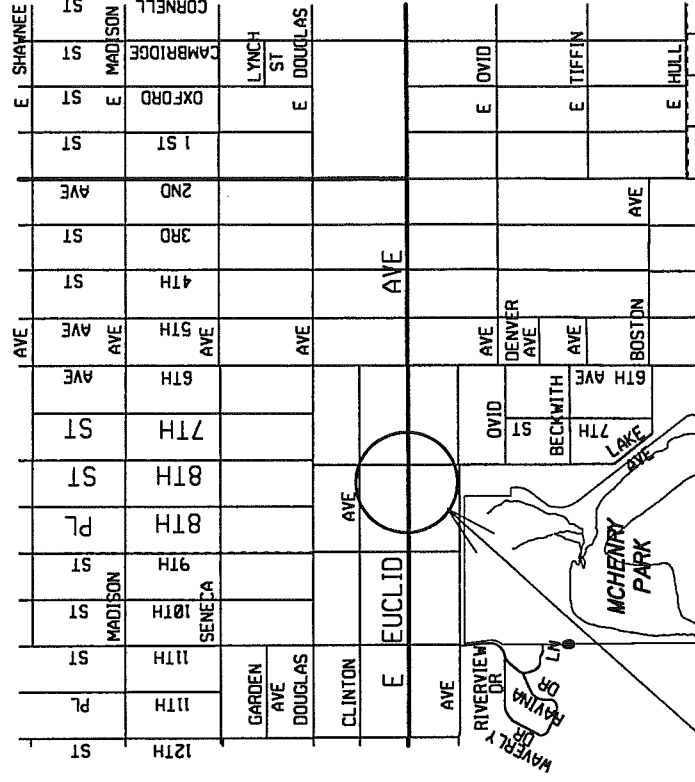 E SHAWNEE AVE
E MADISON AVE
SENECA AVE
MADISON
CORNELL ST
CAMBRIDGE ST
OXFORD ST
1 ST ST
2ND AVE
3RD ST
4TH ST
5TH AVE
6TH AVE
7TH ST
8TH ST
8TH PL
9TH ST
10TH ST
11TH ST
11TH PL
12TH ST
LYNCH
ST
E DOUGLAS AVE
GARDEN
AVE
DOUGLAS
CLINTON AVE
E EUCLID AVE
E OVID AVE
E TIFFIN AVE
E HULL AVE
DENVER
AVE
BOSTON
OVID
BECKWITH
6TH AVE
7TH ST
LAKE
AVE
MCHENRY
PARK
AVE
RIVERVIEW
DR
LN
RAVINA
DR
WAVERLY
DR